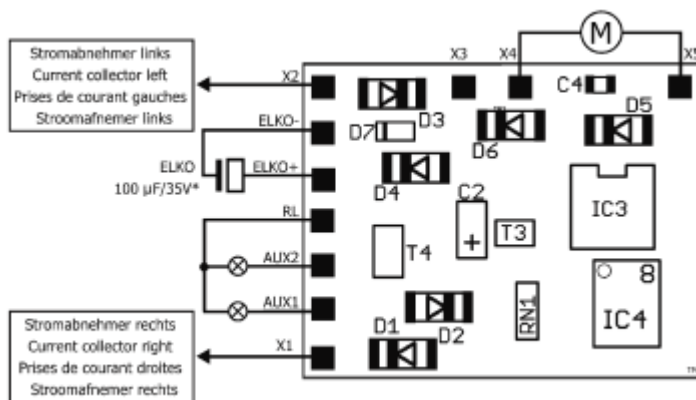 Stromabnehmer links
Current collector left
Prises de courant gauches
Stroomafnemer links
X2
ELKO-
ELKO
100 µF/35V*
ELKO+
RL
AUX2
AUX1
Stromabnehmer rechts
Current collector right
Prises de courant droites
Stroomafnemer rechts
X1
X3
X4
M
X5
C4
D3
D7
D6
D5
D4
C2
+
T3
IC3
T4
8
IC4
RN1
D1
D2